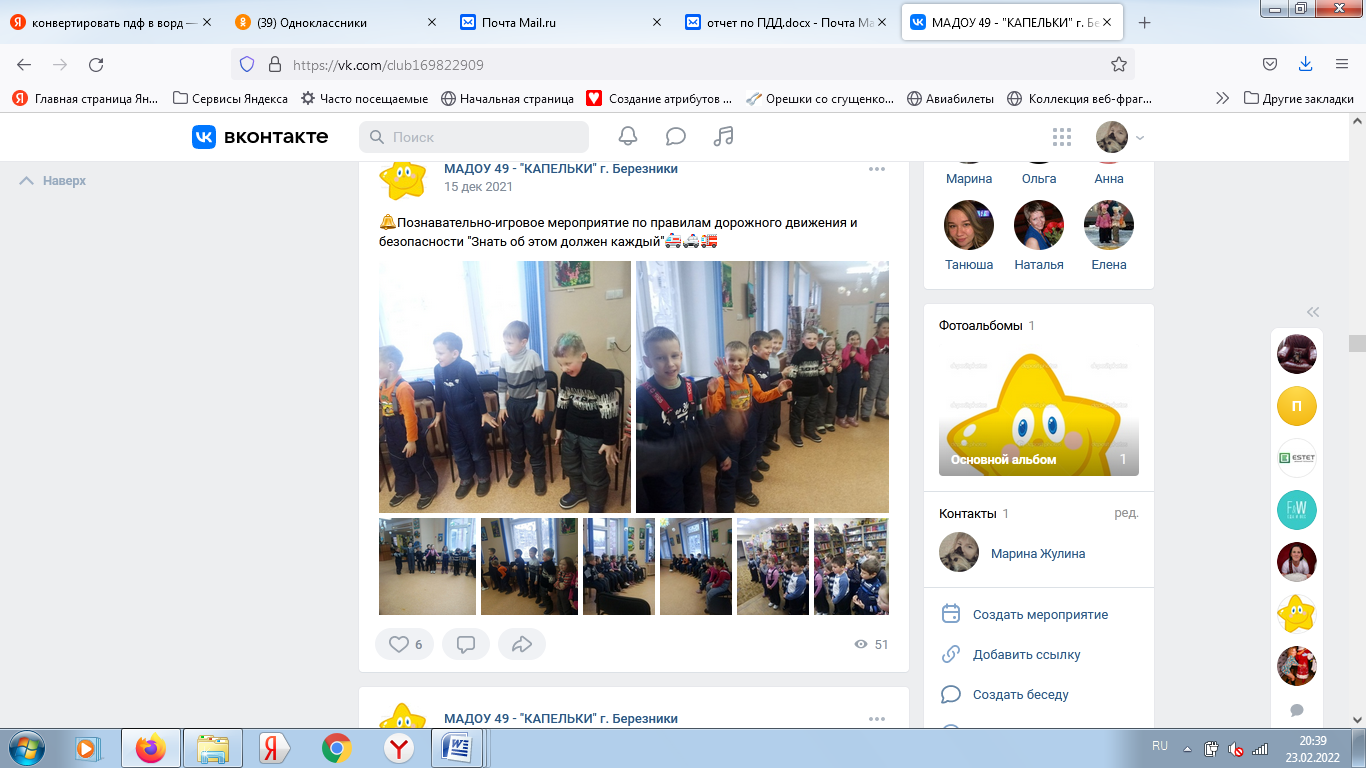 конвертировать пдф в ворд —
(39) Одноклассники
Почта Mail.ru
отчет по ПДД.docx - Почта Ma
МАДОУ 49 - "КАПЕЛЬКИ" г. Бе
https://vk.com/club169822909
Главная страница Ян...
Сервисы Яндекса
Часто посещаемые
Начальная страница
Создание атрибутов ...
Орешки со сгущенко...
Авиабилеты
Коллекция веб-фраг...
Другие закладки
вконтакте
Поиск
Наверх
МАДОУ 49 - "КАПЕЛЬКИ" г. Березники
15 дек 2021
Познавательно-игровое мероприятие по правилам дорожного движения и
безопасности "Знать об этом должен каждый"
6
51
МАДОУ 49 - "КАПЕЛЬКИ" г. Березники
Марина
Ольга
Анна
Танюша
Наталья
Елена
Фотоальбомы 1
Основной альбом 1
Контакты 1
ред.
Марина Жулина
Создать мероприятие
Добавить ссылку
Создать беседу
П
ESTET
F&W
RU
20:39
23.02.2022